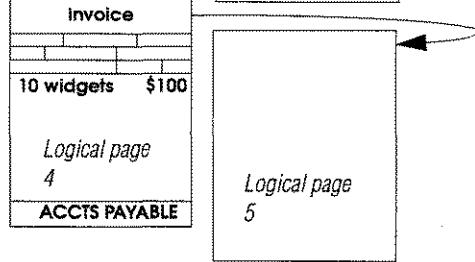 invoice
10 widgets $100
Logical page
4
ACCTS PAYABLE
Logical page
5